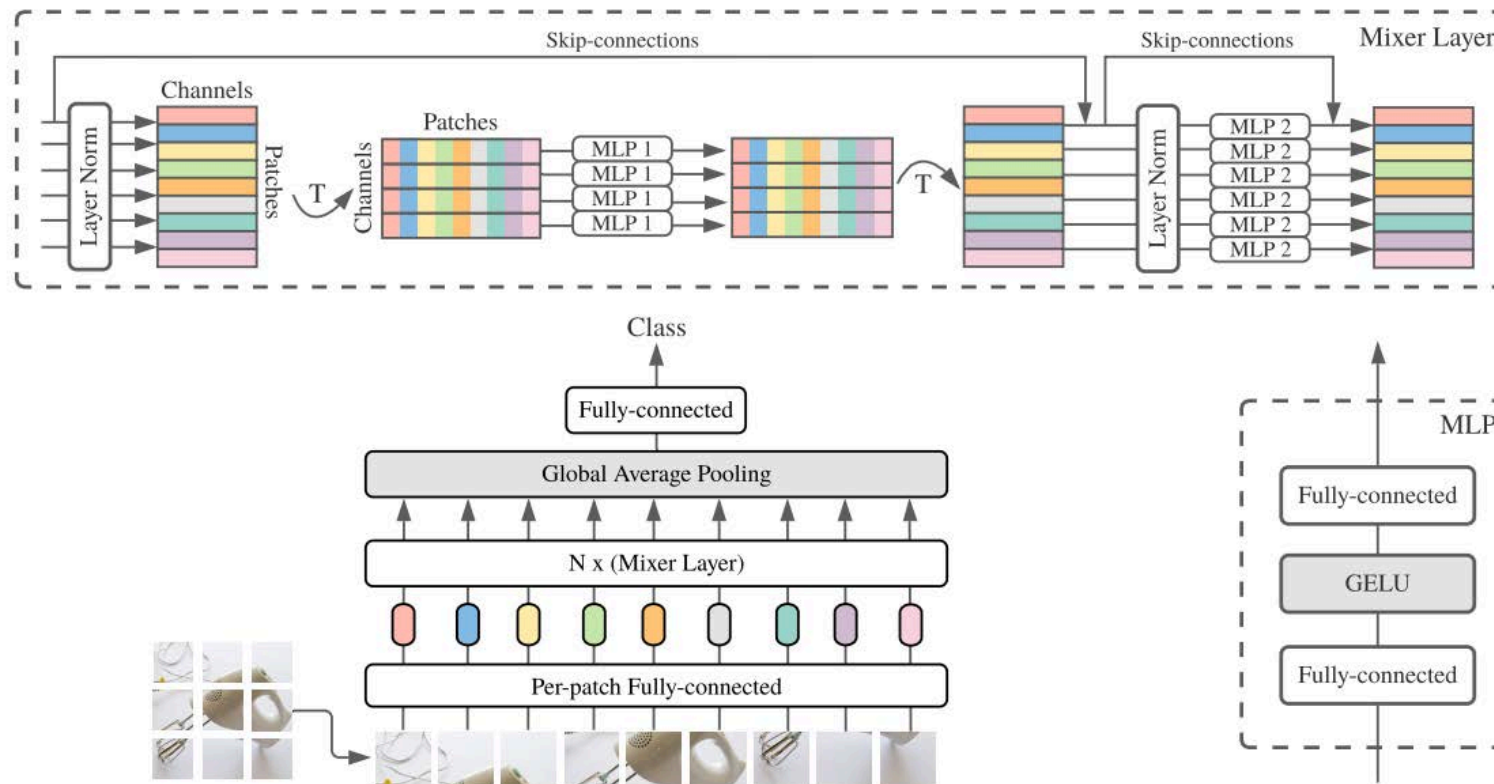 Skip-connections
Skip-connections
Mixer Layer
Channels
Layer Norm
Patches
T
Patches
Channels
MLP 1
MLP 1
MLP 1
MLP 1
T
Layer Norm
MLP 2
MLP 2
MLP 2
MLP 2
MLP 2
MLP 2
Class
Fully-connected
Global Average Pooling
N x (Mixer Layer)
Per-patch Fully-connected
MLP
Fully-connected
GELU
Fully-connected